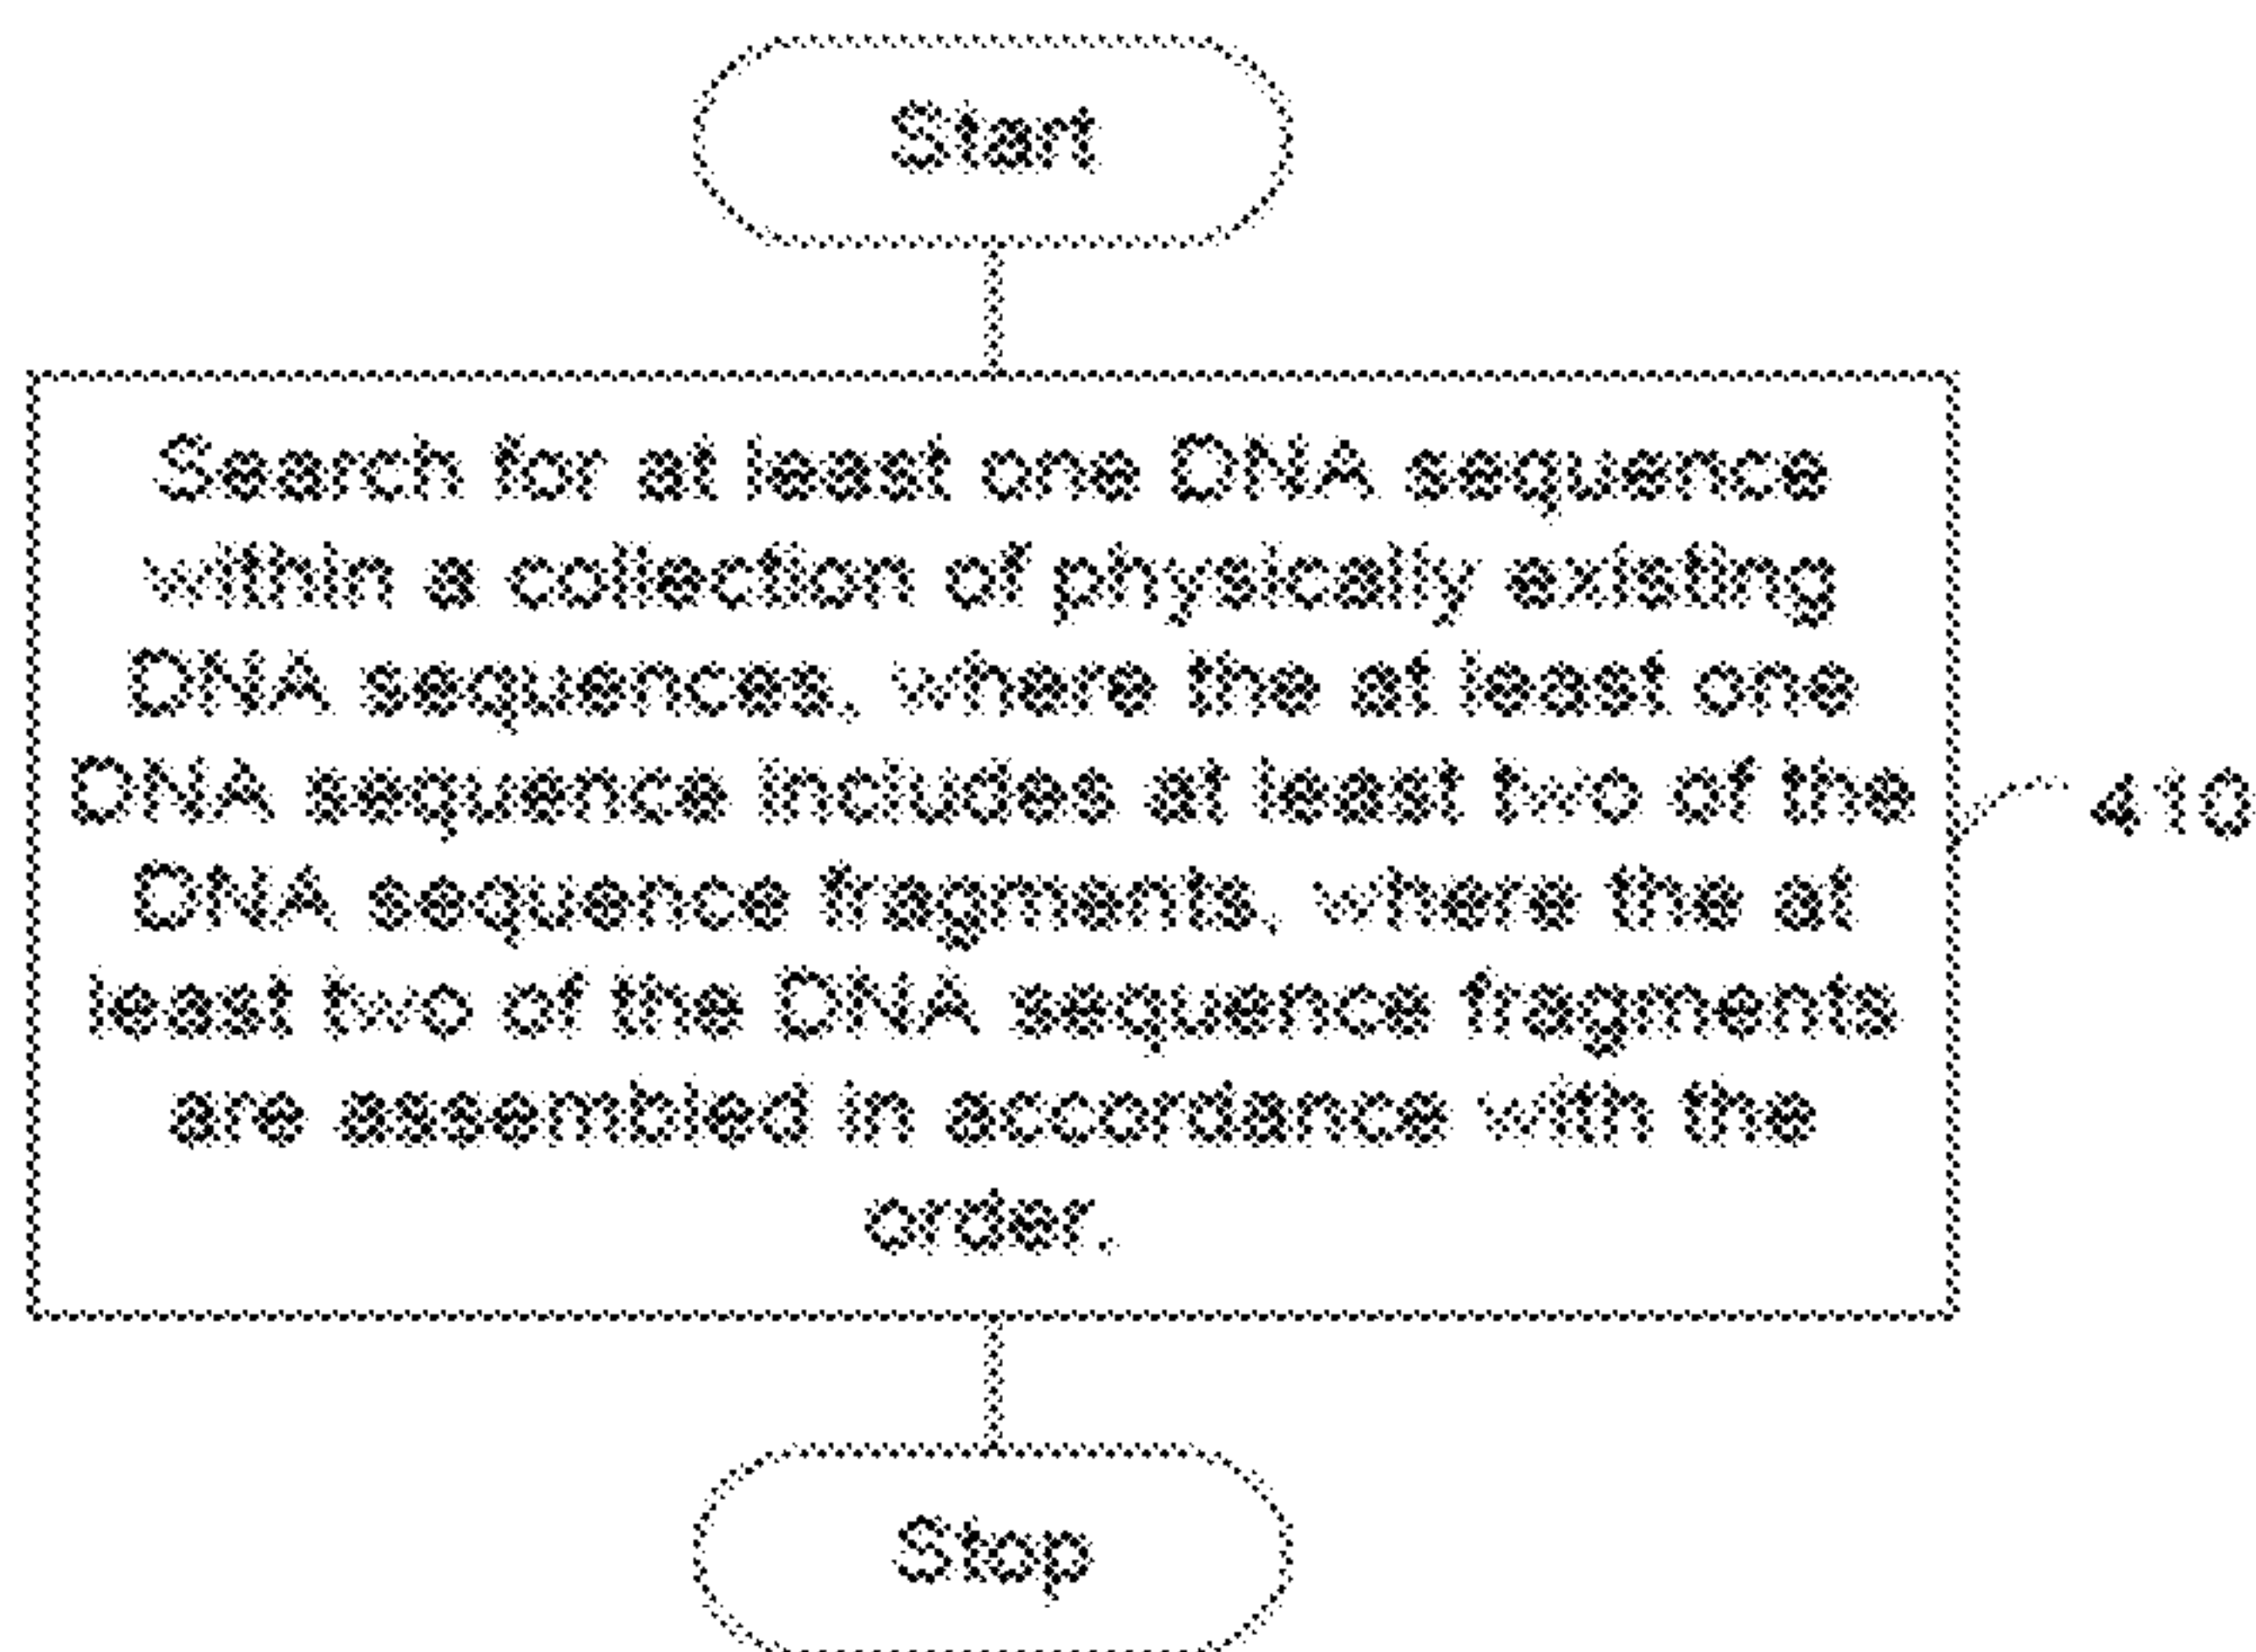 Start
Search for at least one DNA sequence
within a collection of physically existing
DNA sequences, where the at least one
DNA sequence includes at least two of the
DNA sequence fragments, where the at
least two of the DNA sequence fragments
are assembled in accordance with the
order.
410
Stop